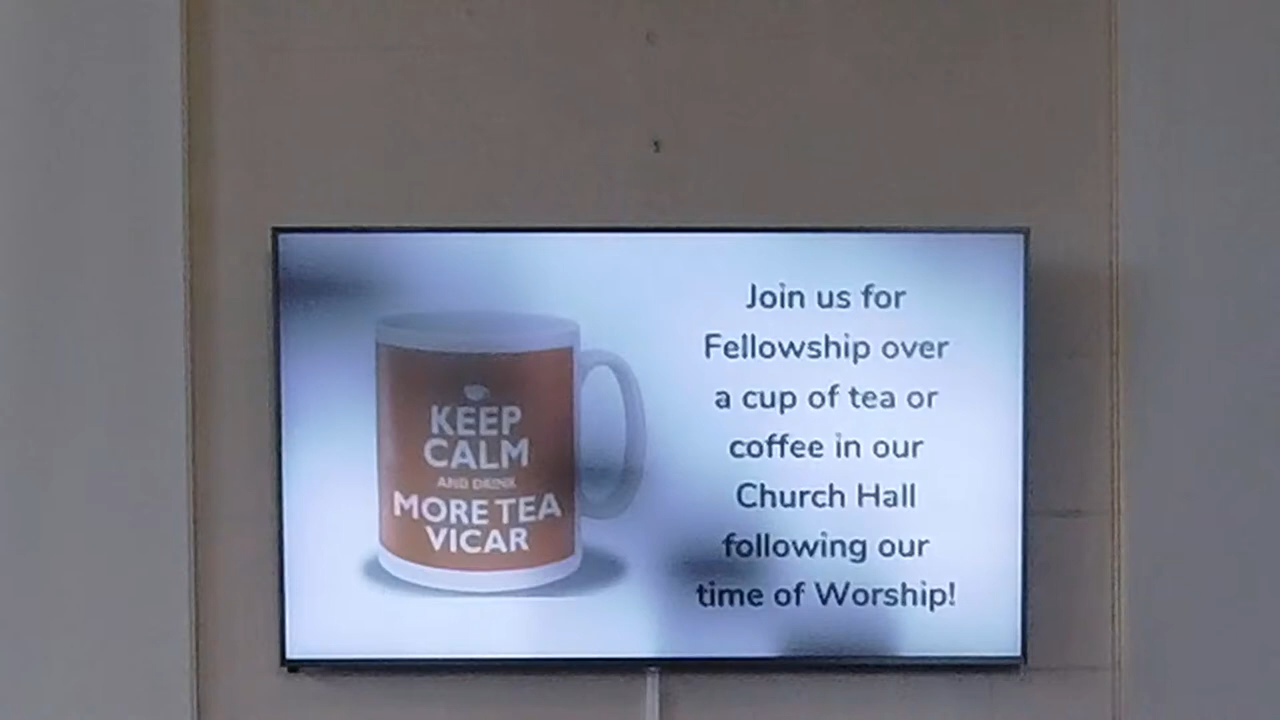 KEEP
CALM
AND DRINK
MORE TEA
VICAR
Join us for
Fellowship over
a cup of tea or
coffee in our
Church Hall
following our
time of Worship!